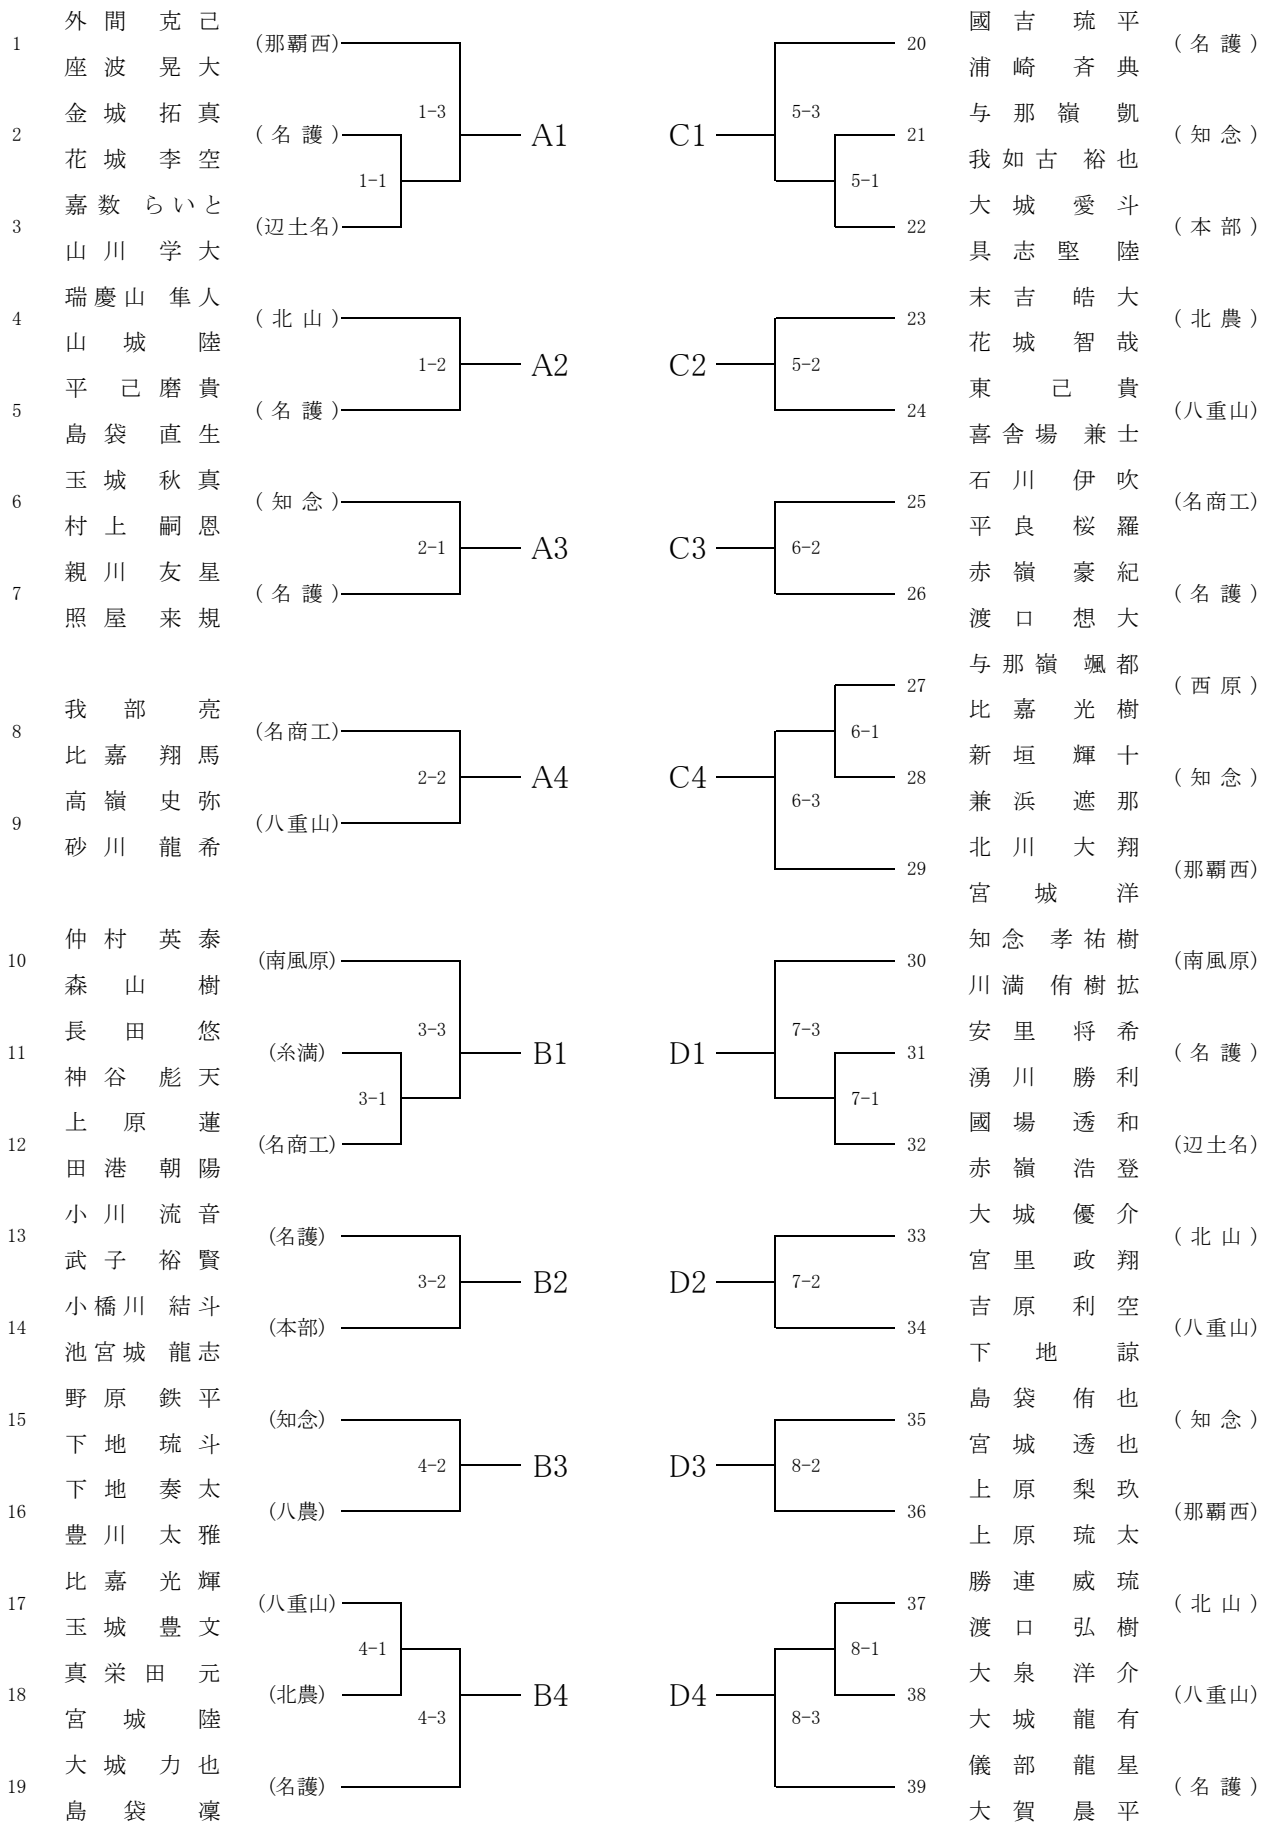 外間 克己
1 (那覇西)
座波 晃大
金城 拓真
1-3
2 (名護) A1
花城 李空
1-1
嘉数 らいと
3 (辺土名)
山川 学大
瑞慶山 隼人
4 (北山)
山城 陸
1-2 A2
平 己磨貴
5 (名護)
島袋 直生
玉城 秋真
6 (知念)
村上 嗣恩
2-1 A3
親川 友星
7 (名護)
照屋 来規
我部 亮
8 (名商工)
比嘉 翔馬
2-2 A4
高嶺 史弥
9 (八重山)
砂川 龍希
仲村 英泰
10 (南風原)
森山 樹
長田 悠
3-3
11 (糸満) B1
神谷 彪天
3-1
上原 蓮
12 (名商工)
田港 朝陽
小川 流音
13 (名護)
武子 裕賢
3-2 B2
小橋川 結斗
14 (本部)
池宮城 龍志
野原 鉄平
15 (知念)
下地 琉斗
4-2 B3
下地 奏太
16 (八農)
豊川 太雅
比嘉 光輝
17 (八重山)
玉城 豊文
4-1
真栄田 元
18 (北農) B4
宮城 陸
4-3
大城 力也
19 (名護)
島袋 凜
國吉 琉平
20 (名護)
浦崎 斉典
与那嶺 凱
5-3
C1 21 (知念)
我如古 裕也
5-1
大城 愛斗
22 (本部)
具志堅 陸
末吉 皓大
23 (北農)
花城 智哉
C2 5-2
東 己貴
24 (八重山)
喜舎場 兼士
石川 伊吹
25 (名商工)
平良 桜羅
C3 6-2
赤嶺 豪紀
26 (名護)
渡口 想大
与那嶺 颯都
27 (西原)
比嘉 光樹
6-1
新垣 輝十
C4 28 (知念)
兼浜 遮那
6-3
北川 大翔
29 (那覇西)
宮城 洋
知念 孝祐樹
30 (南風原)
川満 侑樹拡
安里 将希
7-3
D1 31 (名護)
湧川 勝利
7-1
國場 透和
32 (辺土名)
赤嶺 浩登
大城 優介
33 (北山)
宮里 政翔
D2 7-2
吉原 利空
34 (八重山)
下地 諒
島袋 侑也
35 (知念)
宮城 透也
D3 8-2
上原 梨玖
36 (那覇西)
上原 琉太
勝連 威琉
37 (北山)
渡口 弘樹
8-1
大泉 洋介
D4 38 (八重山)
大城 龍有
8-3
儀部 龍星
39 (名護)
大賀 晨平